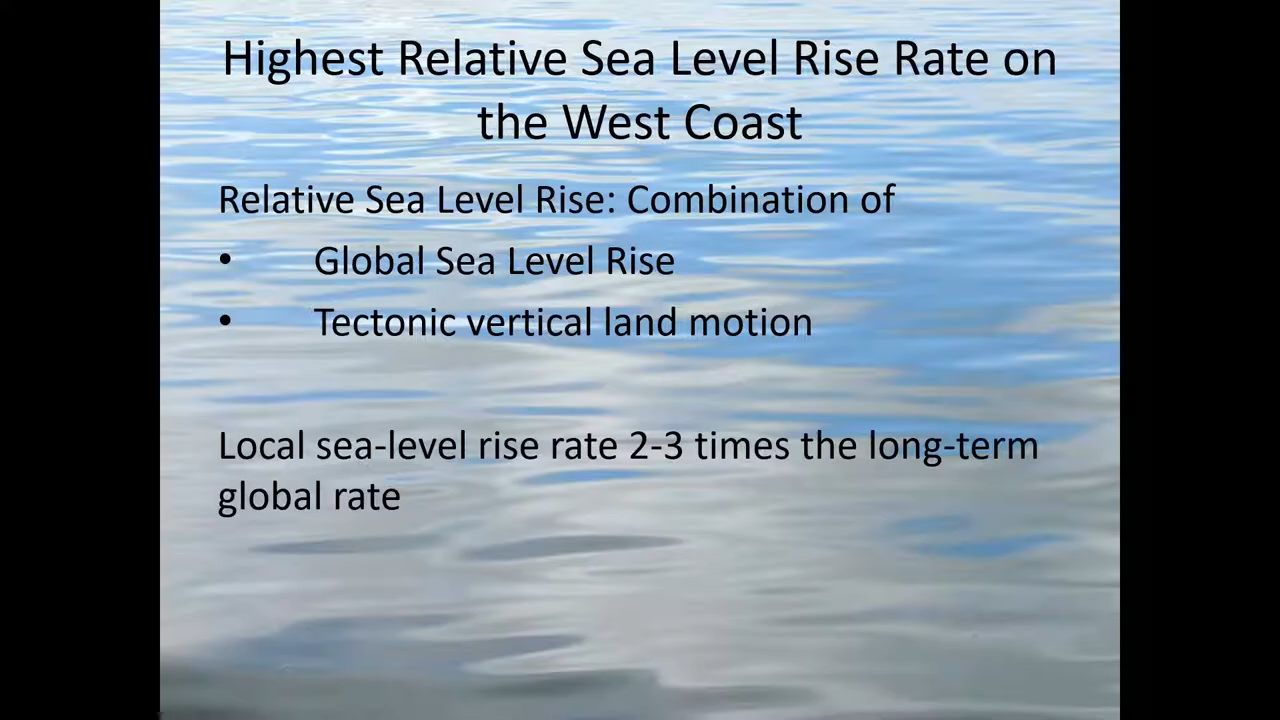 Highest Relative Sea Level Rise Rate on
the West Coast
Relative Sea Level Rise: Combination of
• Global Sea Level Rise
• Tectonic vertical land motion
Local sea-level rise rate 2-3 times the long-term
global rate